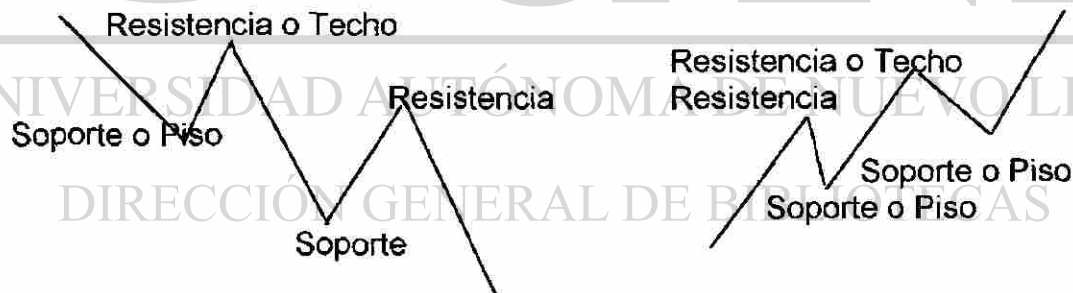 Resistencia o Techo
Resistencia
Soporte o Piso
Soporte
Resistencia o Techo
Resistencia
Soporte o Piso
Soporte o Piso
UNIVERSIDAD AUTÓNOMA DE NUEVO
DIRECCIÓN GENERAL DE BIBLIOTECAS